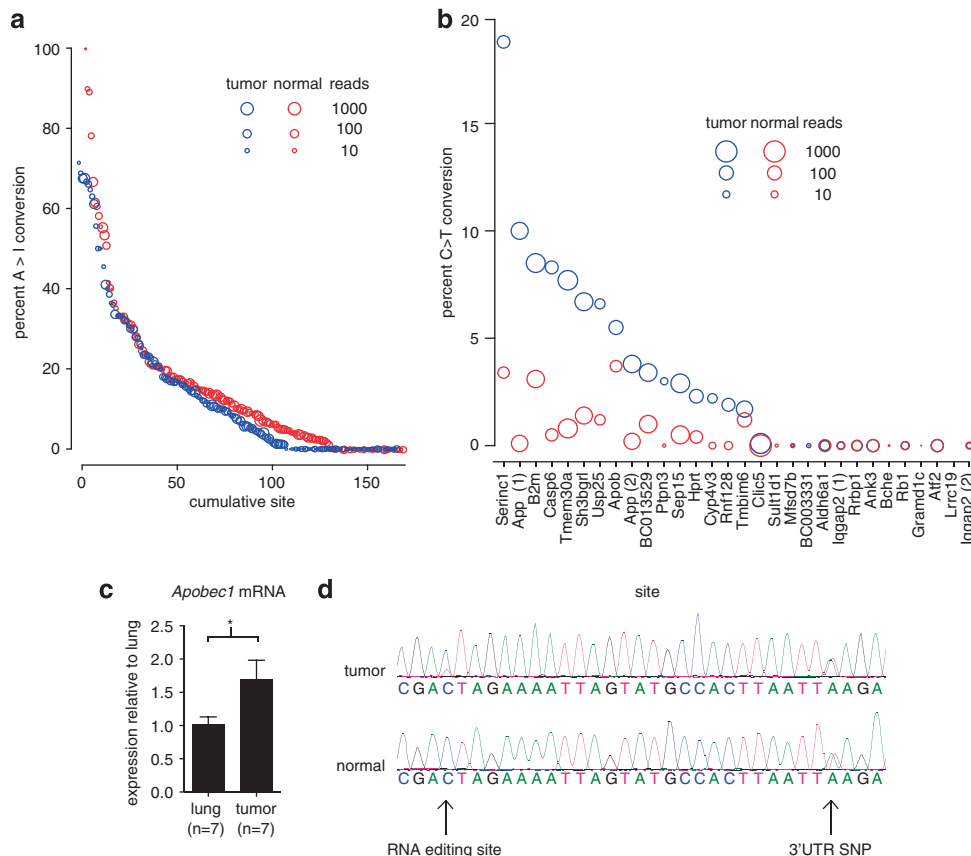 a
percent A > I conversion
100
80
60
40
20
0
0
50
100
150
cumulative site
tumor normal reads
1000
100
10
b
percent C>T conversion
20
15
10
5
0
tumor normal reads
1000
100
10
Serinc1
App (1)
B2m
Casp6
Tmem30a
Sh3bgrl
Usp25
Apob
App (2)
BC013529
Ptpn3
Sep15
Hprt
Cyp4v3
Rnf128
Tmbim6
Clic5
Sult1d1
Mfsd7b
BC003331
Aldh6a1
Iqgap2 (1)
Rrbp1
Ank3
Bche
Rb1
Gramd1c
Atf2
Lrrc19
Iqgap2 (2)
site
c
Apobec1 mRNA
expression relative to lung
2.5
2.0
1.5
1.0
0.5
0.0
*
lung
(n=7)
tumor
(n=7)
d
tumor
CGACTAGAAAATTAGTATGCCACTTAATTAAGA
normal
CGACTAGAAAATTAGTATGCCACTTAATTAAGA
RNA editing site
3'UTR SNP